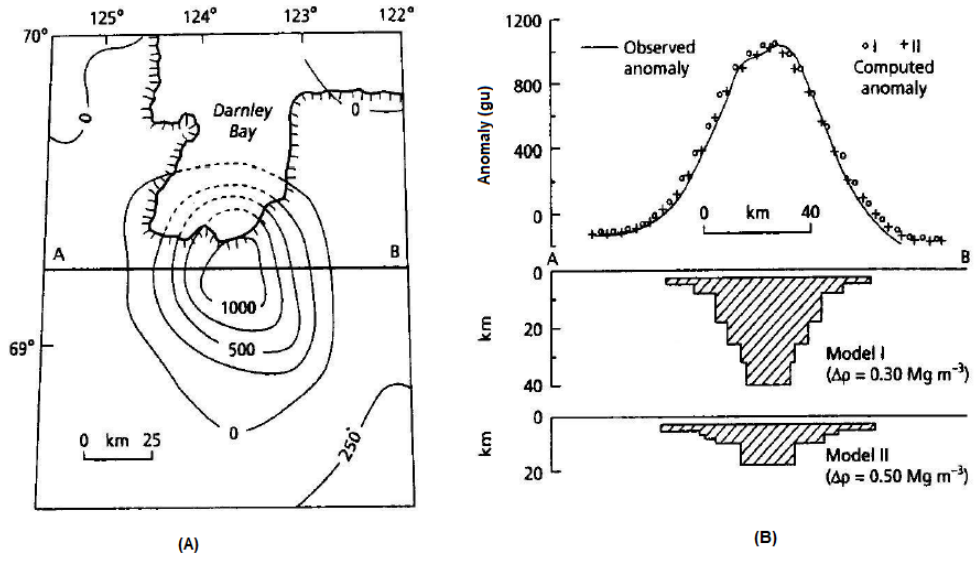 125° 124° 123° 122°
70°
0
Darnley
Bay
0
A B
1000
69°
500
0
0 km 25
250
(A)
1200
1000
800
400
0
Anomaly (gu)
Observed
anomaly
I + II
Computed
anomaly
0 km 40
A B
0
20
40
km
Model I
(Δρ = 0.30 Mg m⁻³)
0
20
km
Model II
(Δρ = 0.50 Mg m⁻³)
(B)